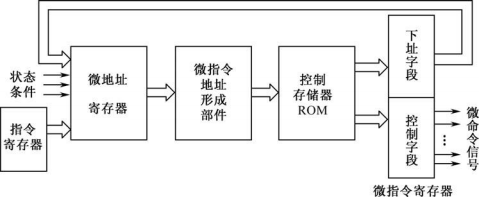 状态
条件
指令
寄存器
微地址
寄存器
微指令
地址
形成
部件
控制
存储器
ROM
下址字段
控制字段
微命令信号
微指令寄存器